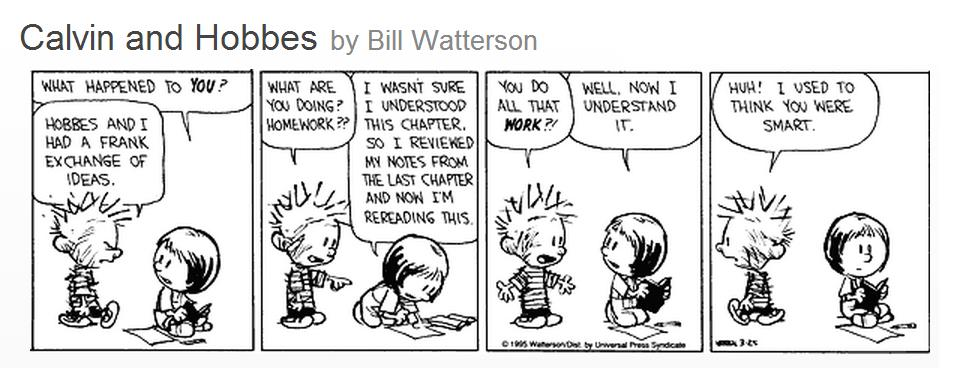 Calvin and Hobbes by Bill Watterson
WHAT HAPPENED TO YOU?
HOBBES AND I
HAD A FRANK
EXCHANGE OF
IDEAS.
WHAT ARE
YOU DOING?
HOMEWORK??
I WASN'T SURE
I UNDERSTOOD
THIS CHAPTER,
SO I REVIEWED
MY NOTES FROM
THE LAST CHAPTER
AND NOW I'M
REREADING THIS.
YOU DO
ALL THAT
WORK?!
WELL, NOW I
UNDERSTAND
IT.
© 1995 Watterson/Dist. by Universal Press Syndicate
HUH! I USED TO
THINK YOU WERE
SMART.